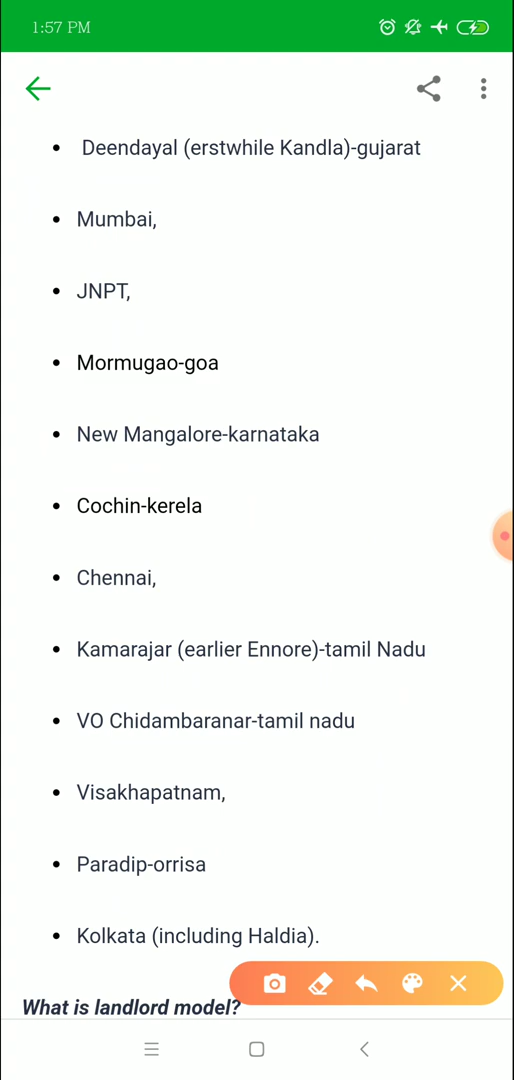 1:57 PM
• Deendayal (erstwhile Kandla)-gujarat
• Mumbai,
• JNPT,
• Mormugao-goa
• New Mangalore-karnataka
• Cochin-kerela
• Chennai,
• Kamarajar (earlier Ennore)-tamil Nadu
• VO Chidambaranar-tamil nadu
• Visakhapatnam,
• Paradip-orrisa
• Kolkata (including Haldia).
What is landlord model?